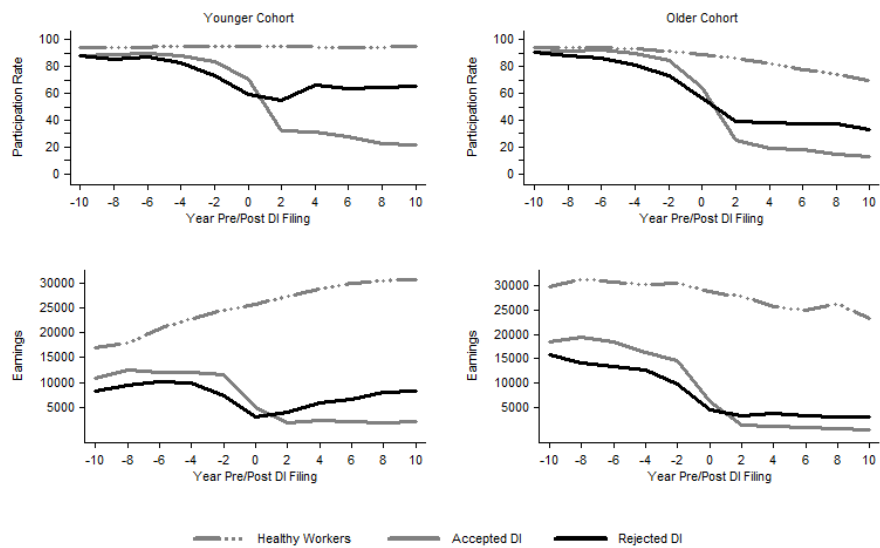 Younger Cohort
Older Cohort
Participation Rate
100
80
60
40
20
0
-10 -8 -6 -4 -2 0 2 4 6 8 10
Year Pre/Post DI Filing
Participation Rate
100
80
60
40
20
0
-10 -8 -6 -4 -2 0 2 4 6 8 10
Year Pre/Post DI Filing
Earnings
30000
25000
20000
15000
10000
5000
-10 -8 -6 -4 -2 0 2 4 6 8 10
Year Pre/Post DI Filing
Earnings
30000
25000
20000
15000
10000
5000
-10 -8 -6 -4 -2 0 2 4 6 8 10
Year Pre/Post DI Filing
Healthy Workers Accepted DI Rejected DI